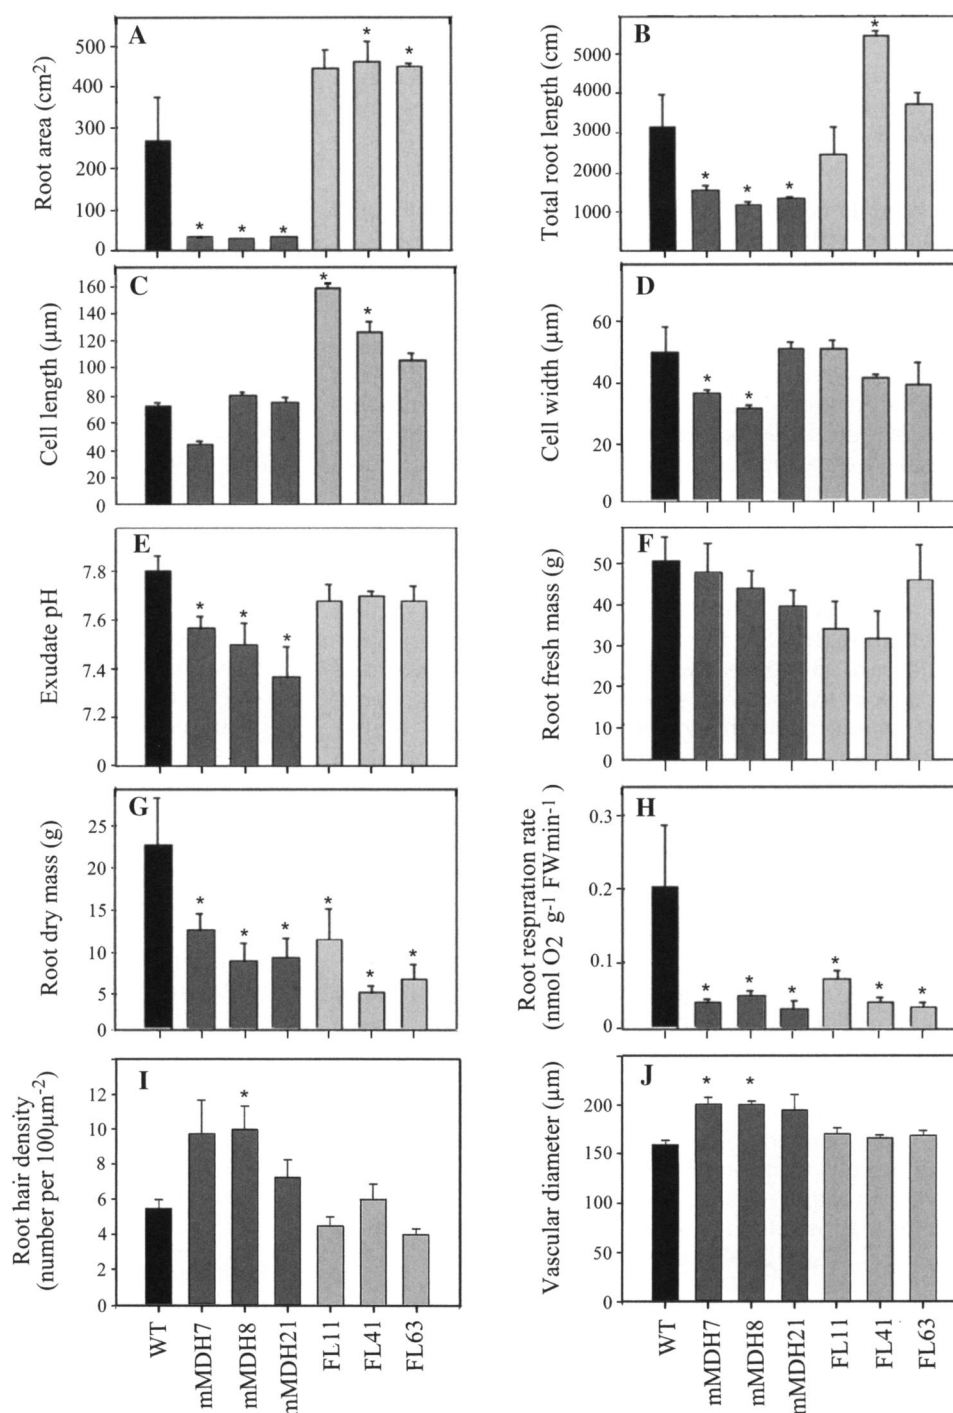 A
Root area (cm2)
500
400
300
200
100
0
* * * * *
B
Total root length (cm)
5000
4000
3000
2000
1000
* * * *
C
Cell length (µm)
160
140
120
100
80
60
40
20
0
* *
D
Cell width (µm)
60
40
20
0
* *
E
Exudate pH
7.8
7.6
7.4
7.2
0
* * *
F
Root fresh mass (g)
50
40
30
20
10
0
G
Root dry mass (g)
25
20
15
10
5
0
* * * * * *
H
Root respiration rate
(nmol O2 g-1 FWmin-1 )
0.3
0.2
0.1
0
* * * * * *
I
Root hair density
(number per 100µm-2)
12
10
8
6
4
2
0
*
J
Vascular diameter (µm)
200
150
100
50
0
* *
WT
mMDH7
mMDH8
mMDH21
FL11
FL41
FL63
WT
mMDH7
mMDH8
mMDH21
FL11
FL41
FL63